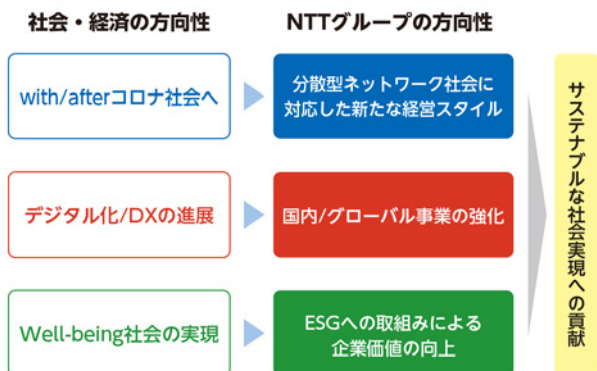 社会・経済の方向性
NTTグループの方向性
with/afterコロナ社会へ
分散型ネットワーク社会に
対応した新たな経営スタイル
デジタル化/DXの進展
国内/グローバル事業の強化
Well-being社会の実現
ESGへの取組みによる
企業価値の向上
サステナブルな社会実現への貢献